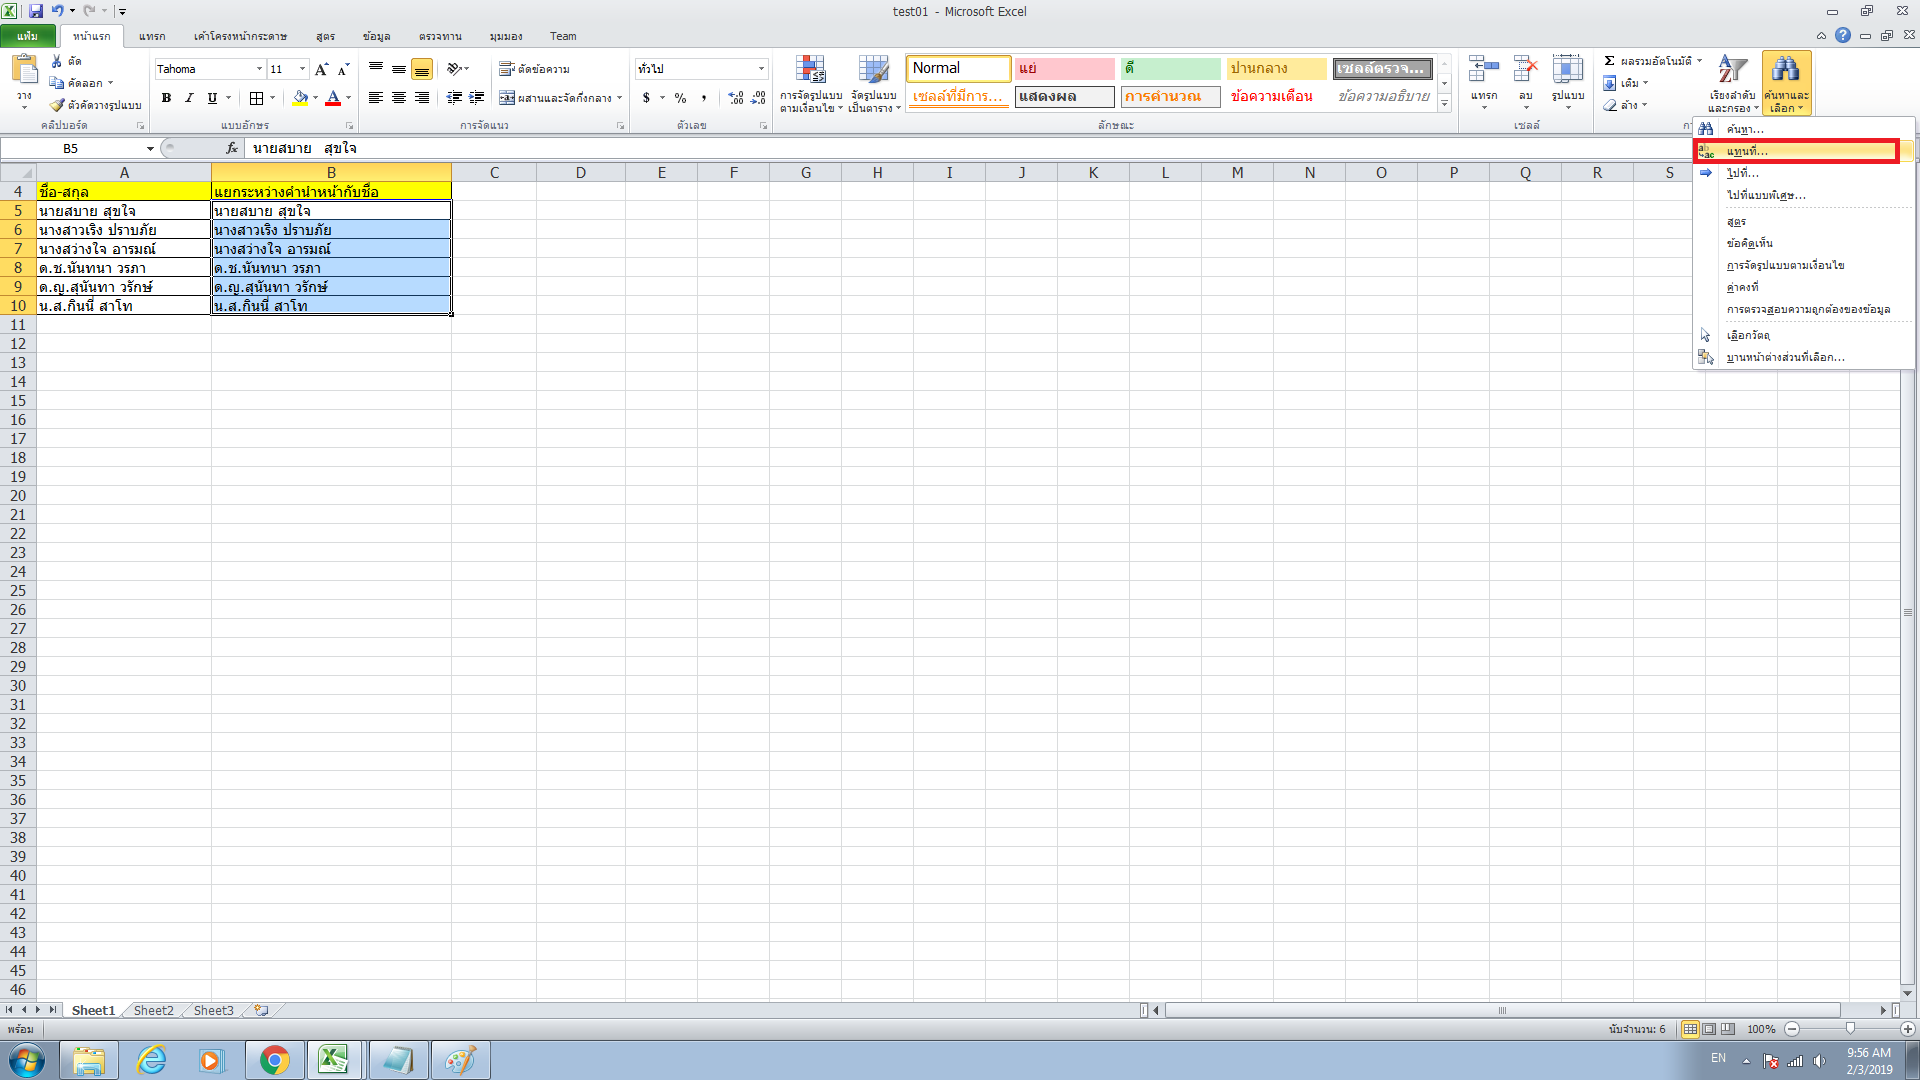 test01 - Microsoft Excel
แฟ้ม หน้าแรก แทรก เค้าโครงหน้ากระดาษ สูตร ข้อมูล ตรวจทาน มุมมอง Team
วาง
ตัด
คัดลอก
ตัวคัดวางรูปแบบ
คลิปบอร์ด
Tahoma 11
B I U
แบบอักษร
ตัดข้อความ
ผสานและจัดกึ่งกลาง
การจัดแนว
ทั่วไป
$ % ,
ตัวเลข
การจัดรูปแบบ
ตามเงื่อนไข
จัดรูปแบบ
เป็นตาราง
Normal แย่ ดี ปานกลาง เซลล์ตรวจ...
เซลล์ที่มีการ... แสดงผล การคำนวณ ข้อความเตือน ข้อความอธิบาย
ลักษณะ
แทรก ลบ รูปแบบ
เซลล์
Σ ผลรวมอัตโนมัติ
เติม
ล้าง
เรียงลำดับ
และกรอง
ค้นหาและ
เลือก
B5 fx นายสบาย สุขใจ
ค้นหา...
แทนที่...
ไปที่...
ไปที่แบบพิเศษ...
สูตร
ข้อคิดเห็น
การจัดรูปแบบตามเงื่อนไข
ค่าคงที่
การตรวจสอบความถูกต้องของข้อมูล
เลือกวัตถุ
บานหน้าต่างส่วนที่เลือก...
A B C D E F G H I J K L M N O P Q R S
4 ชื่อ-สกุล แยกระหว่างคำนำหน้ากับชื่อ
5 นายสบาย สุขใจ นายสบาย สุขใจ
6 นางสาวเริง ปราบภัย นางสาวเริง ปราบภัย
7 นางสว่างใจ อารมณ์ นางสว่างใจ อารมณ์
8 ด.ช.นันทนา วรภา ด.ช.นันทนา วรภา
9 ด.ญ.สุนันทา วรักษ์ ด.ญ.สุนันทา วรักษ์
10 น.ส.กินนี่ สาโท น.ส.กินนี่ สาโท
11
12
13
14
15
16
17
18
19
20
21
22
23
24
25
26
27
28
29
30
31
32
33
34
35
36
37
38
39
40
41
42
43
44
45
46
Sheet1 Sheet2 Sheet3
พร้อม นับจำนวน: 6 100%
EN 9:56 AM
2/3/2019